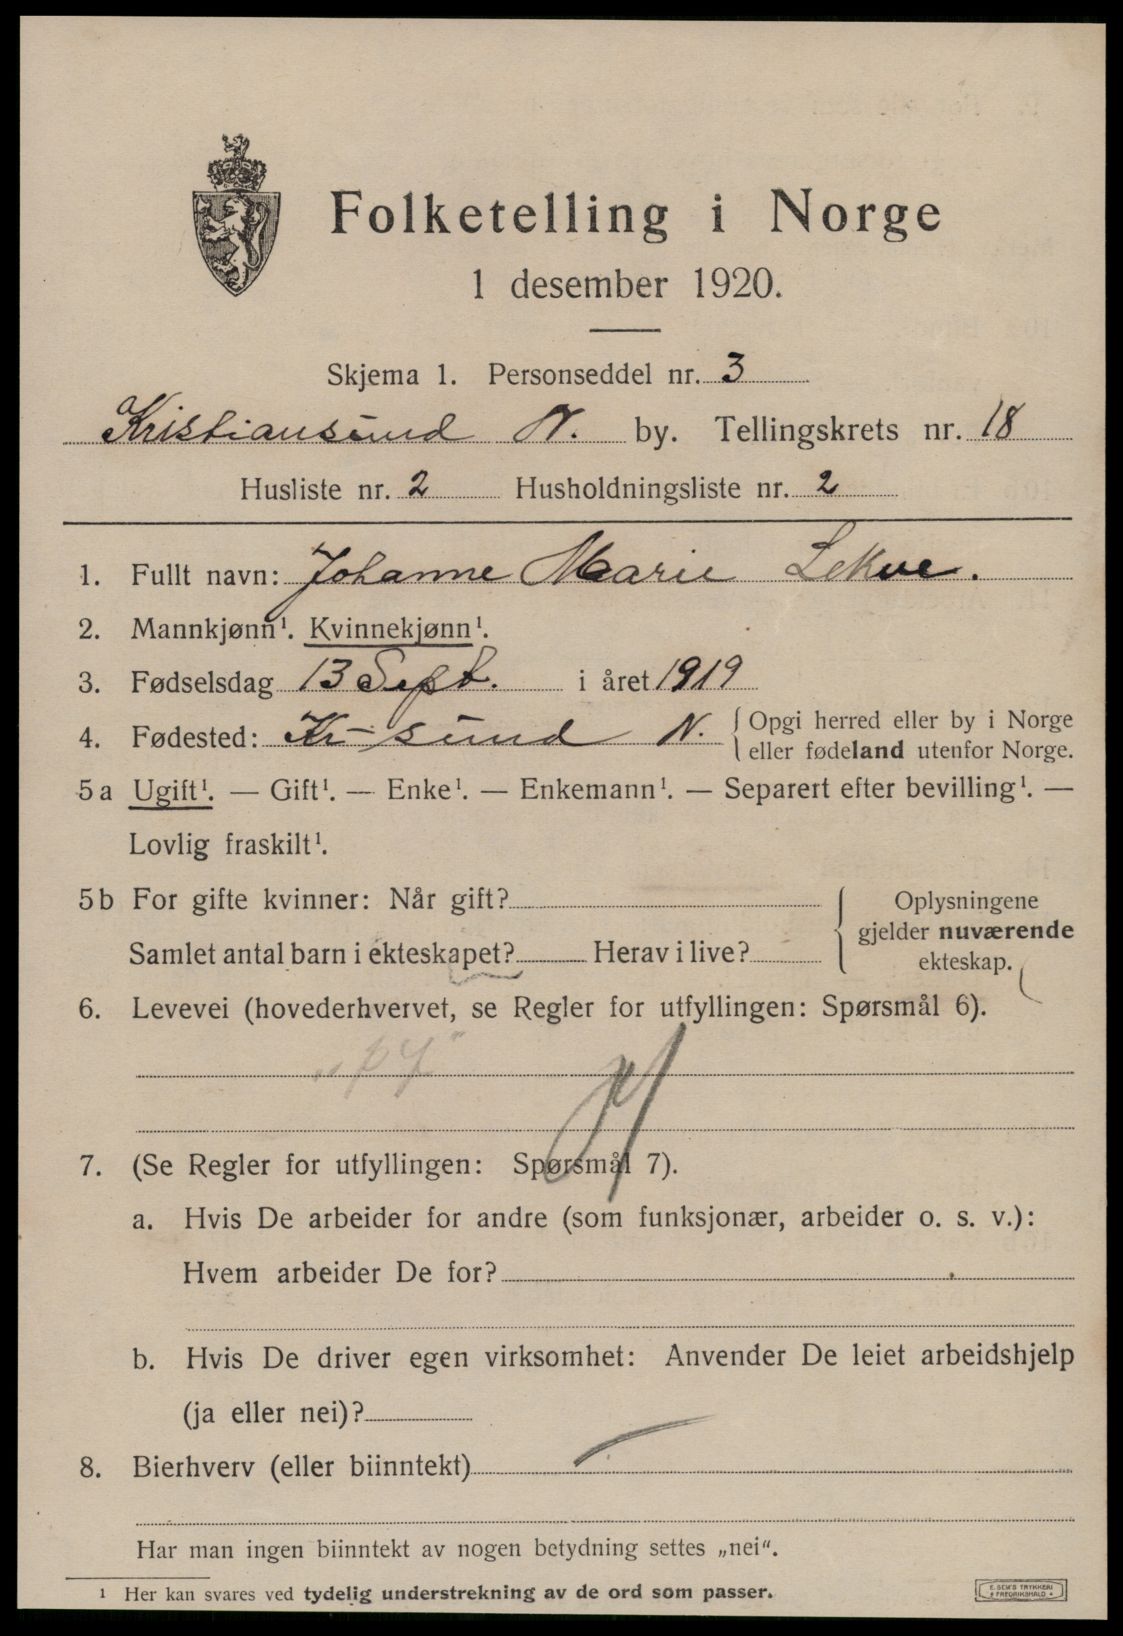 Folketelling i Norge
1 desember 1920.
Skjema 1. Personseddel nr. 3
Kristiansund N. by. Tellingskrets nr. 18
Husliste nr. 2 Husholdningsliste nr. 2
1. Fullt navn: Johanne Marie Lekve.
2. Mannkjønn¹. Kvinnekjønn¹.
3. Fødselsdag 13 Sept. i året 1919
4. Fødested: Kr-sund N. Opgi herred eller by i Norge
eller fødeland utenfor Norge.
5a Ugift¹. — Gift¹. — Enke¹. — Enkemann¹. — Separert efter bevilling¹. —
Lovlig fraskilt¹.
5b For gifte kvinner: Når gift?
Samlet antal barn i ekteskapet? Herav i live?
Oplysningene
gjelder nuværende
ekteskap.
6. Levevei (hovederhvervet, se Regler for utfyllingen: Spørsmål 6).
7. (Se Regler for utfyllingen: Spørsmål 7).
a. Hvis De arbeider for andre (som funksjonær, arbeider o. s. v.):
Hvem arbeider De for?
b. Hvis De driver egen virksomhet: Anvender De leiet arbeidshjelp
(ja eller nei)?
8. Bierhverv (eller biinntekt)
Har man ingen biinntekt av nogen betydning settes „nei“.
¹ Her kan svares ved tydelig understrekning av de ord som passer.
E. SEM'S TRYKKERI
FREDRIKSHALD